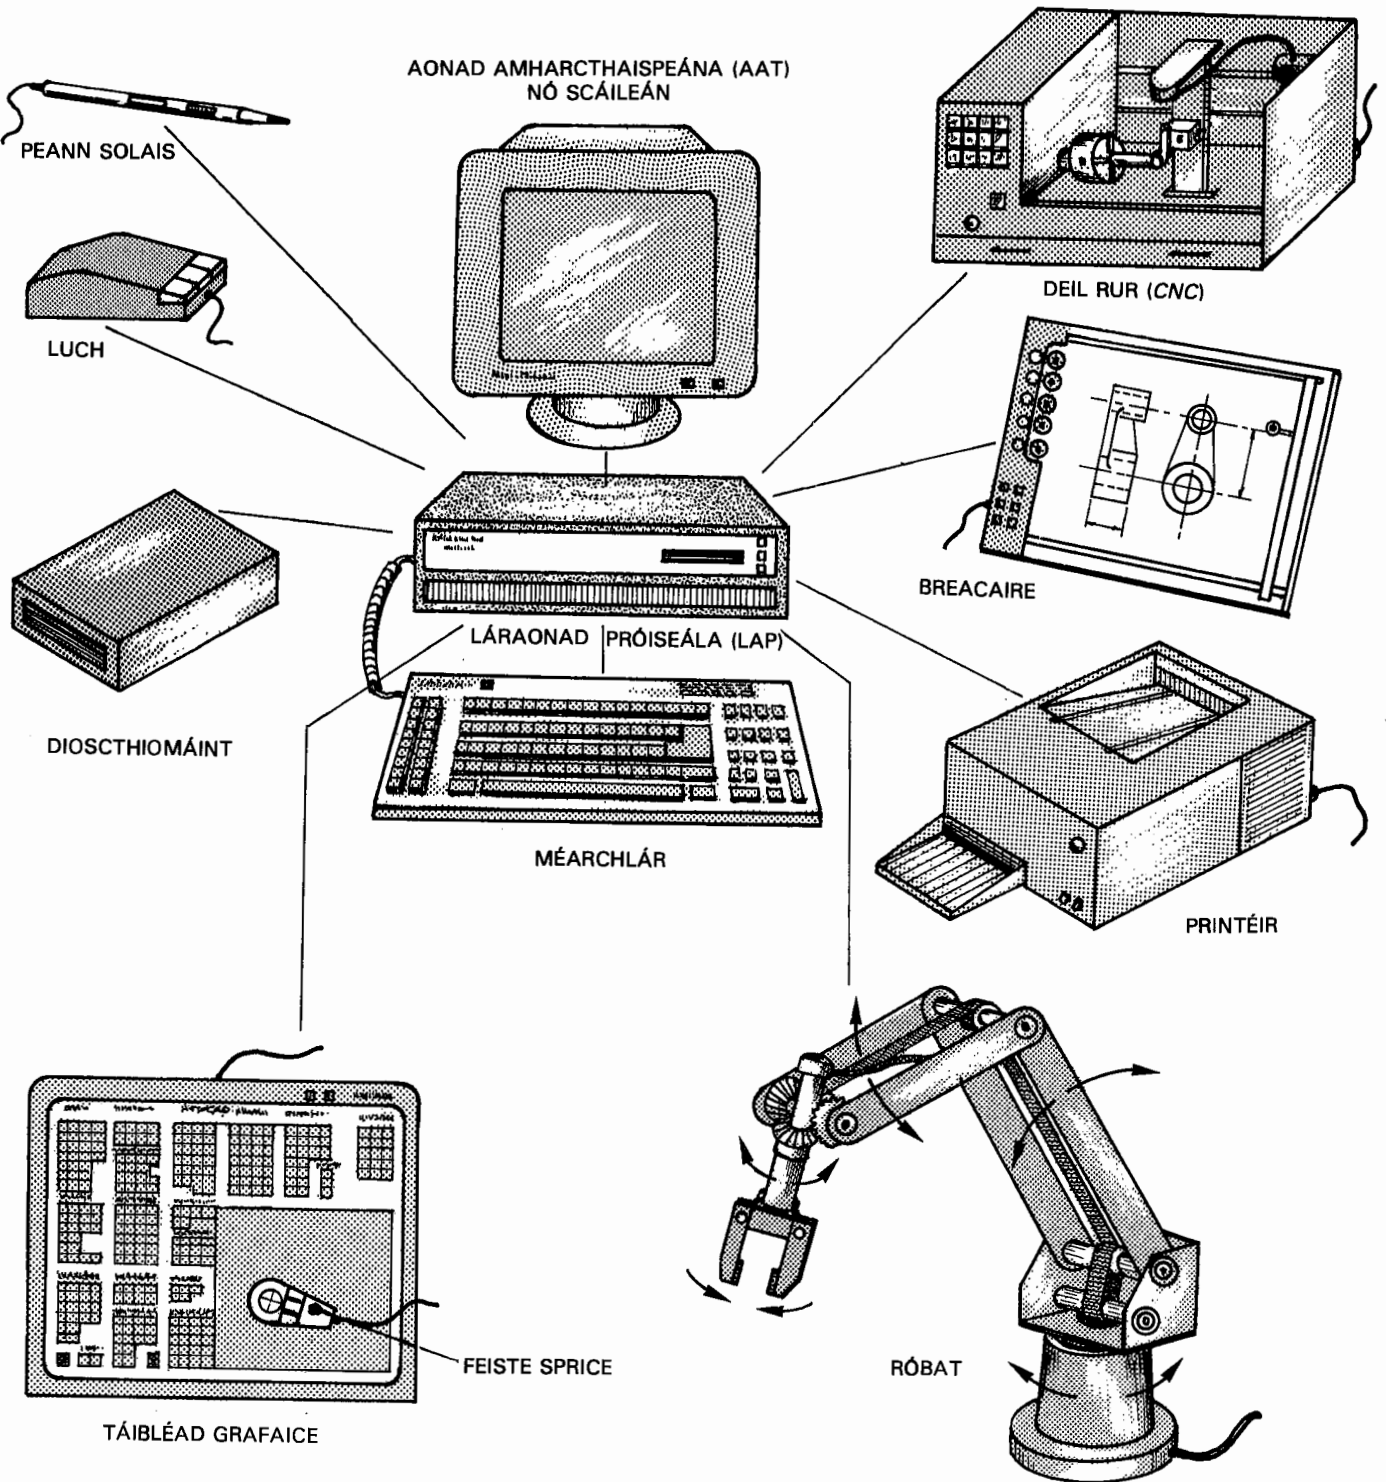 AONAD AMHARCTHAISPEÁNA (AAT)
NÓ SCÁILEÁN
PEANN SOLAIS
DEIL RUR (CNC)
LUCH
BREACAIRE
LÁRAONAD PRÓISEÁLA (LAP)
DIOSCTHIOMÁINT
MÉARCHLÁR
PRINTÉIR
FEISTE SPRICE
RÓBAT
TÁIBLÉAD GRAFAICE